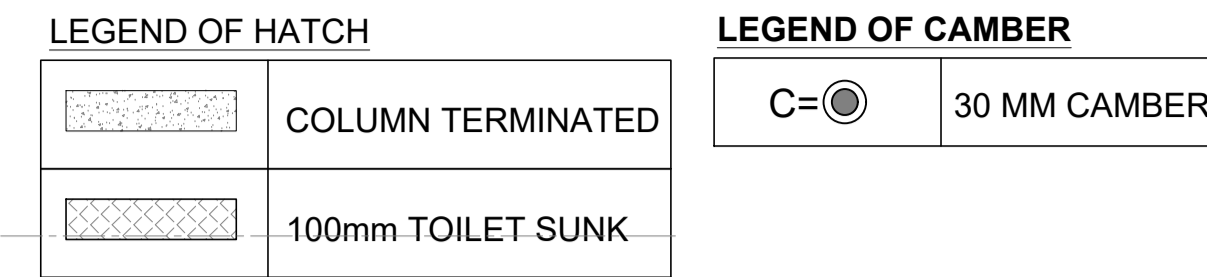 LEGEND OF HATCH
COLUMN TERMINATED
100mm TOILET SUNK
LEGEND OF CAMBER
C=
30 MM CAMBER